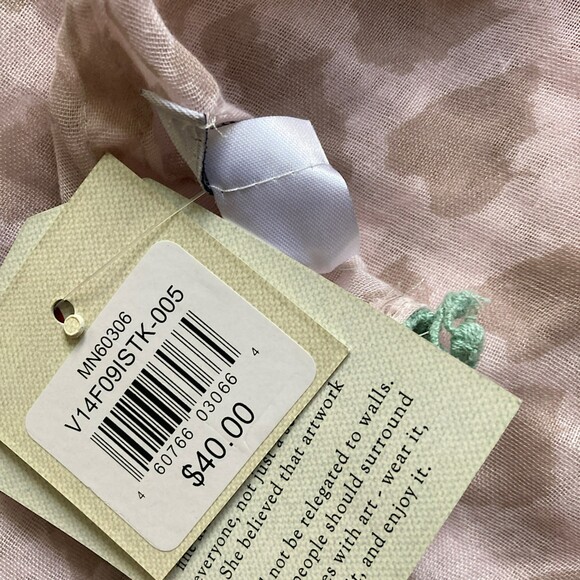 MN60306
V14F09ISTK-005
4 60766 03066 4
$40.00
everyone, not just a
She believed that artwork
not be relegated to walls.
people should surround
es with art - wear it,
t, and enjoy it.